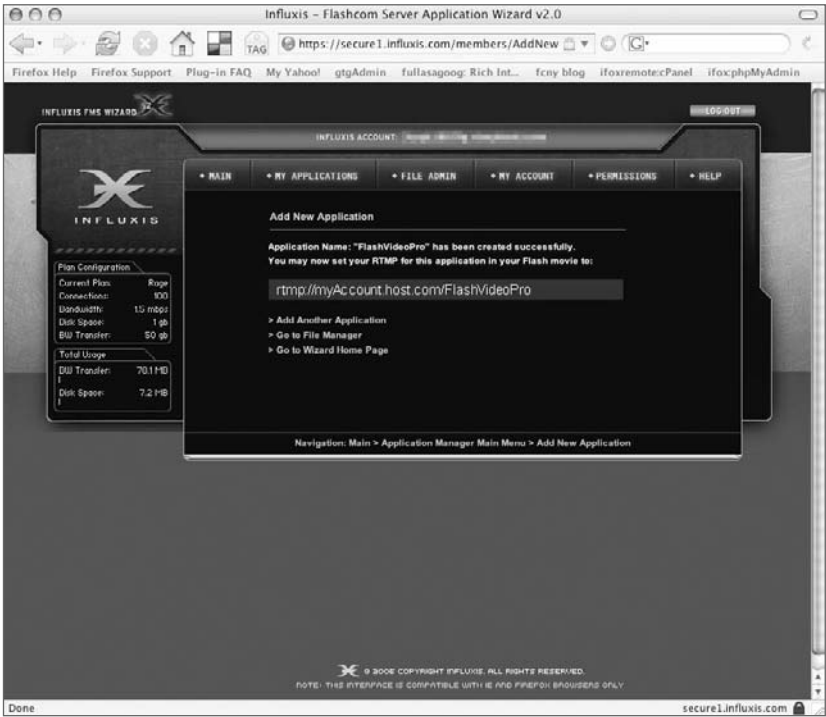 Influxis – Flashcom Server Application Wizard v2.0
TAG
https://secure1.influxis.com/members/AddNew
G
Firefox Help Firefox Support Plug-in FAQ My Yahoo! gtgAdmin fullasagoog: Rich Int... fcny blog ifoxremote:cPanel ifox:phpMyAdmin
INFLUXIS FMS WIZARD
LOG OUT
INFLUXIS ACCOUNT:
• MAIN • MY APPLICATIONS • FILE ADMIN • MY ACCOUNT • PERMISSIONS • HELP
INFLUXIS
Plan Configuration
Current Plan: Rage
Connections: 100
Bandwidth: 1.5 mbps
Disk Space: 1 gb
BW Transfer: 50 gb
Total Usage
BW Transfer: 70.1 MB
Disk Space: 7.2 MB
Add New Application
Application Name: "FlashVideoPro" has been created successfully.
You may now set your RTMP for this application in your Flash movie to:
rtmp://myAccount.host.com/FlashVideoPro
> Add Another Application
> Go to File Manager
> Go to Wizard Home Page
Navigation: Main > Application Manager Main Menu > Add New Application
COPYRIGHT INFLUXIS. ALL RIGHTS RESERVED.
NOTE: THIS INTERFACE IS COMPATIBLE WITH IE AND FIREFOX BROWSERS ONLY
Done
secure1.influxis.com